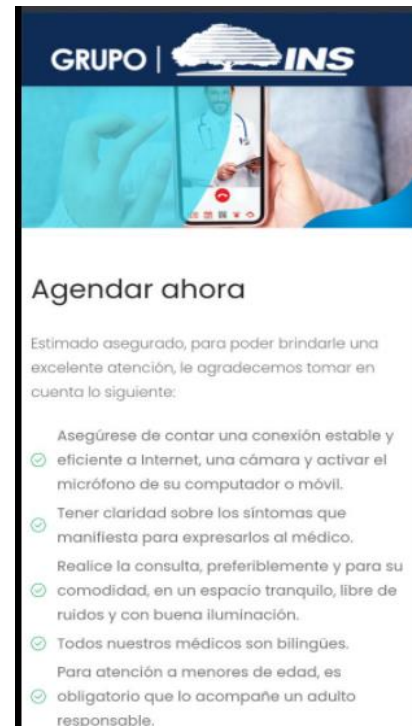 GRUPO | INS
Agendar ahora
Estimado asegurado, para poder brindarle una
excelente atención, le agradecemos tomar en
cuenta lo siguiente:
Asegúrese de contar una conexión estable y
eficiente a Internet, una cámara y activar el
micrófono de su computador o móvil.
Tener claridad sobre los síntomas que
manifiesta para expresarlos al médico.
Realice la consulta, preferiblemente y para su
comodidad, en un espacio tranquilo, libre de
ruidos y con buena iluminación.
Todos nuestros médicos son bilingües.
Para atención a menores de edad, es
obligatorio que lo acompañe un adulto
responsable.